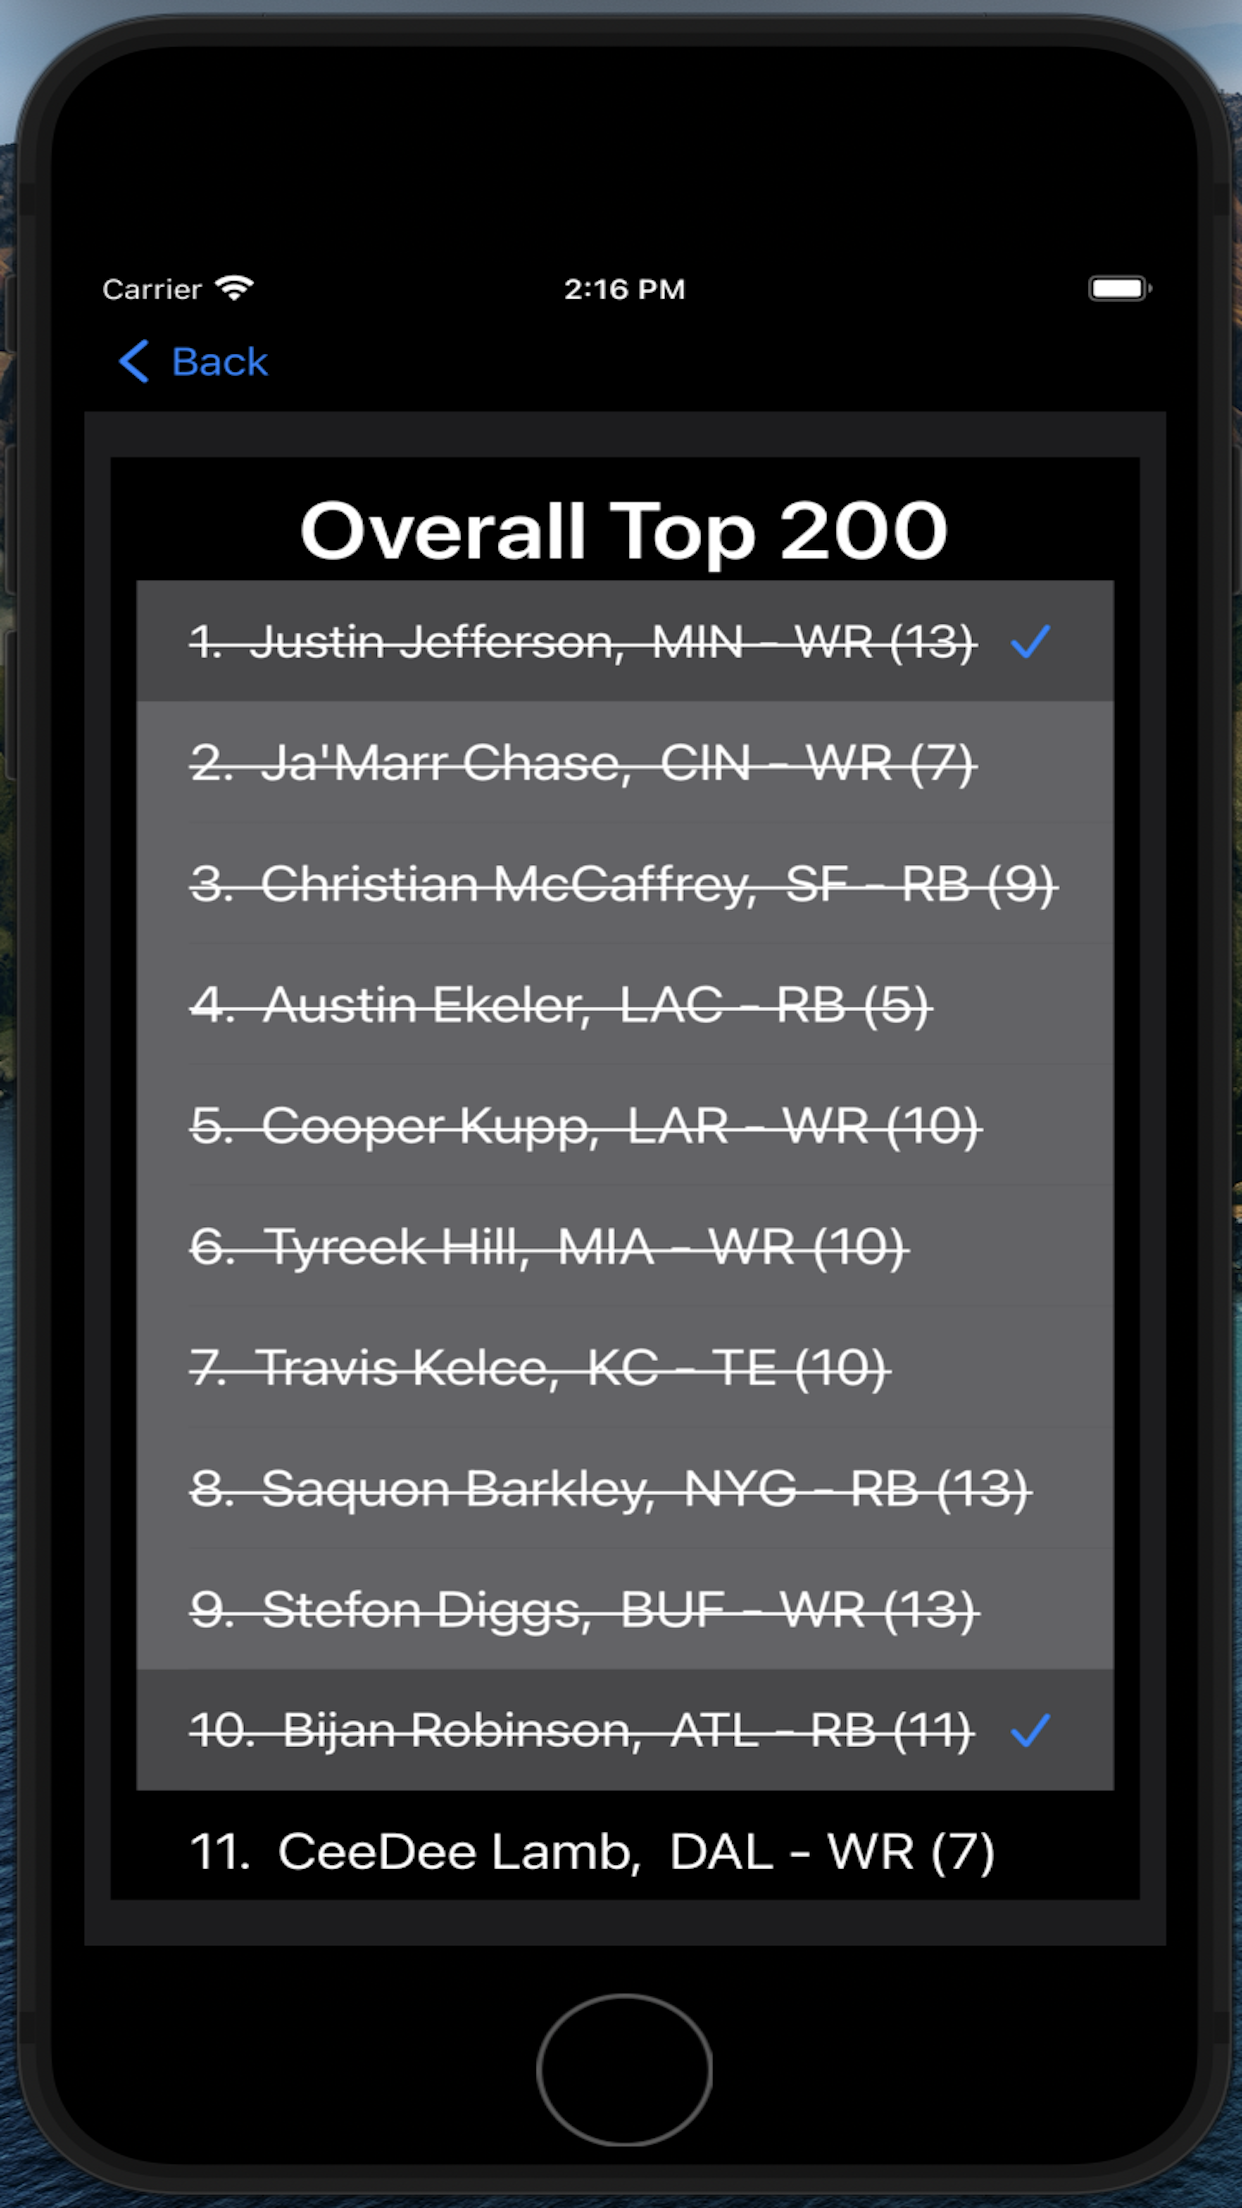 Carrier 2:16 PM
Back
Overall Top 200
1. Justin Jefferson, MIN - WR (13)
2. Ja'Marr Chase, CIN - WR (7)
3. Christian McCaffrey, SF - RB (9)
4. Austin Ekeler, LAC - RB (5)
5. Cooper Kupp, LAR - WR (10)
6. Tyreek Hill, MIA - WR (10)
7. Travis Kelce, KC - TE (10)
8. Saquon Barkley, NYG - RB (13)
9. Stefon Diggs, BUF - WR (13)
10. Bijan Robinson, ATL - RB (11)
11. CeeDee Lamb, DAL - WR (7)